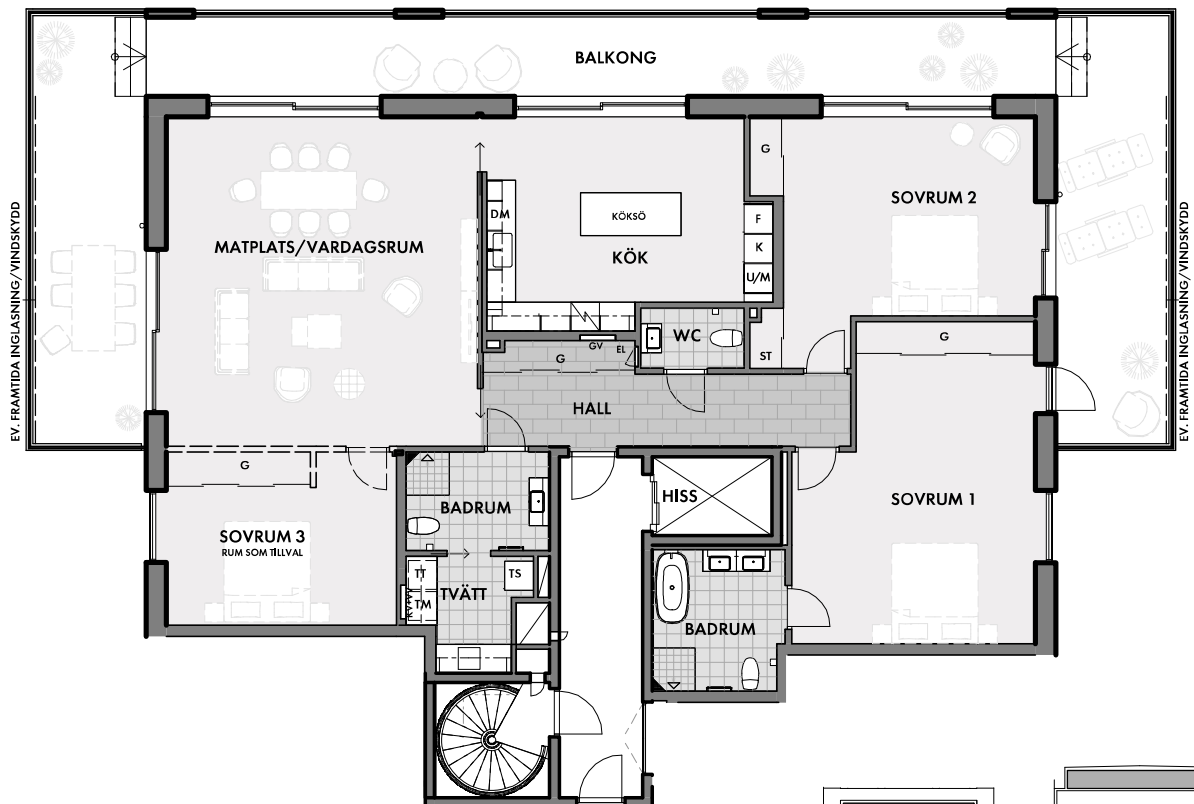 BALKONG
EV. FRAMTIDA INGLASNING/VINDSKYDD
MATPLATS/VARDAGSRUM
DM
KÖKSÖ
KÖK
F
K
U/M
G
SOVRUM 2
EV. FRAMTIDA INGLASNING/VINDSKYDD
WC
ST
G
GV
EL
G
HALL
G
SOVRUM 3
RUM SOM TILLVAL
BADRUM
HISS
SOVRUM 1
TT
TM
TVÄTT
TS
BADRUM